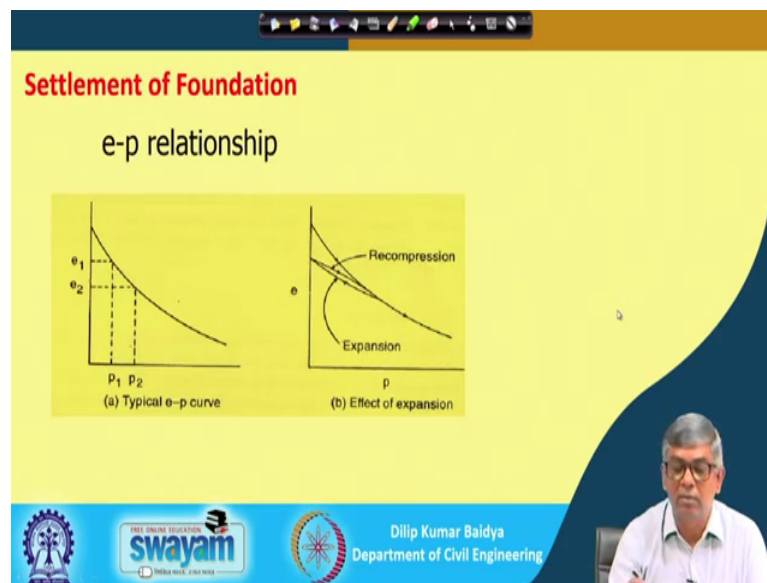 Settlement of Foundation
e-p relationship
e1
e2
P1 P2
(a) Typical e-p curve
e
Recompression
Expansion
p
(b) Effect of expansion
FREE ONLINE EDUCATION
swayam
Dilip Kumar Baidya
Department of Civil Engineering